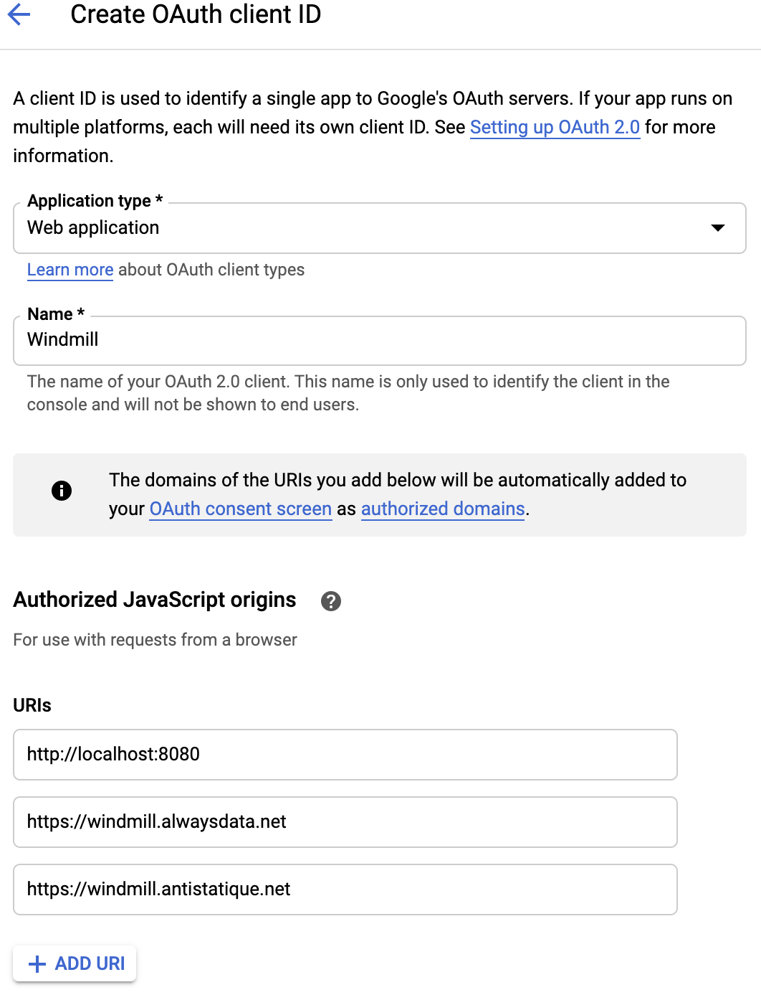 Create OAuth client ID
A client ID is used to identify a single app to Google's OAuth servers. If your app runs on
multiple platforms, each will need its own client ID. See Setting up OAuth 2.0 for more
information.
Application type *
Web application
Learn more about OAuth client types
Name *
Windmill
The name of your OAuth 2.0 client. This name is only used to identify the client in the
console and will not be shown to end users.
The domains of the URIs you add below will be automatically added to
your OAuth consent screen as authorized domains.
Authorized JavaScript origins
For use with requests from a browser
URIs
http://localhost:8080
https://windmill.alwaysdata.net
https://windmill.antistatique.net
ADD URI